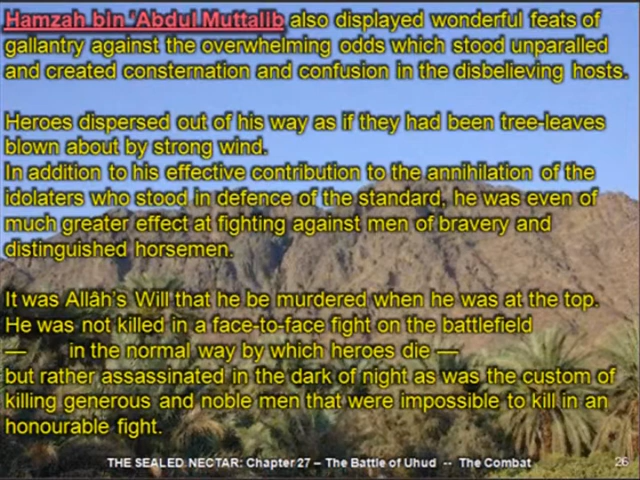 Hamzah bin 'Abdul Muttalib also displayed wonderful feats of
gallantry against the overwhelming odds which stood unparalled
and created consternation and confusion in the disbelieving hosts.
Heroes dispersed out of his way as if they had been tree-leaves
blown about by strong wind.
In addition to his effective contribution to the annihilation of the
idolaters who stood in defence of the standard, he was even of
much greater effect at fighting against men of bravery and
distinguished horsemen.
It was Allâh's Will that he be murdered when he was at the top.
He was not killed in a face-to-face fight on the battlefield
— in the normal way by which heroes die —
but rather assassinated in the dark of night as was the custom of
killing generous and noble men that were impossible to kill in an
honourable fight.
THE SEALED NECTAR: Chapter 27 – The Battle of Uhud -- The Combat 26